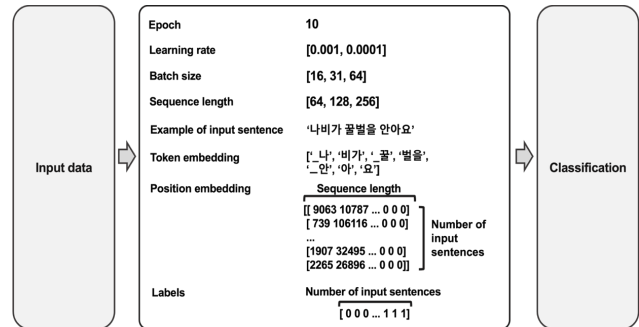 Input data
Epoch 10
Learning rate [0.001, 0.0001]
Batch size [16, 31, 64]
Sequence length [64, 128, 256]
Example of input sentence ‘나비가 꿀벌을 안아요’
Token embedding [‘_나’, ‘비가’, ‘_꿀’, ‘벌을’,
‘_안’, ‘아’, ‘요’]
Position embedding Sequence length
[[ 9063 10787 ... 0 0 0]
[ 739 106116 ... 0 0 0]
...
[1907 32495 ... 0 0 0]
[2265 26896 ... 0 0 0]]
Number of
input
sentences
Labels Number of input sentences
[ 0 0 0 ... 1 1 1]
Classification